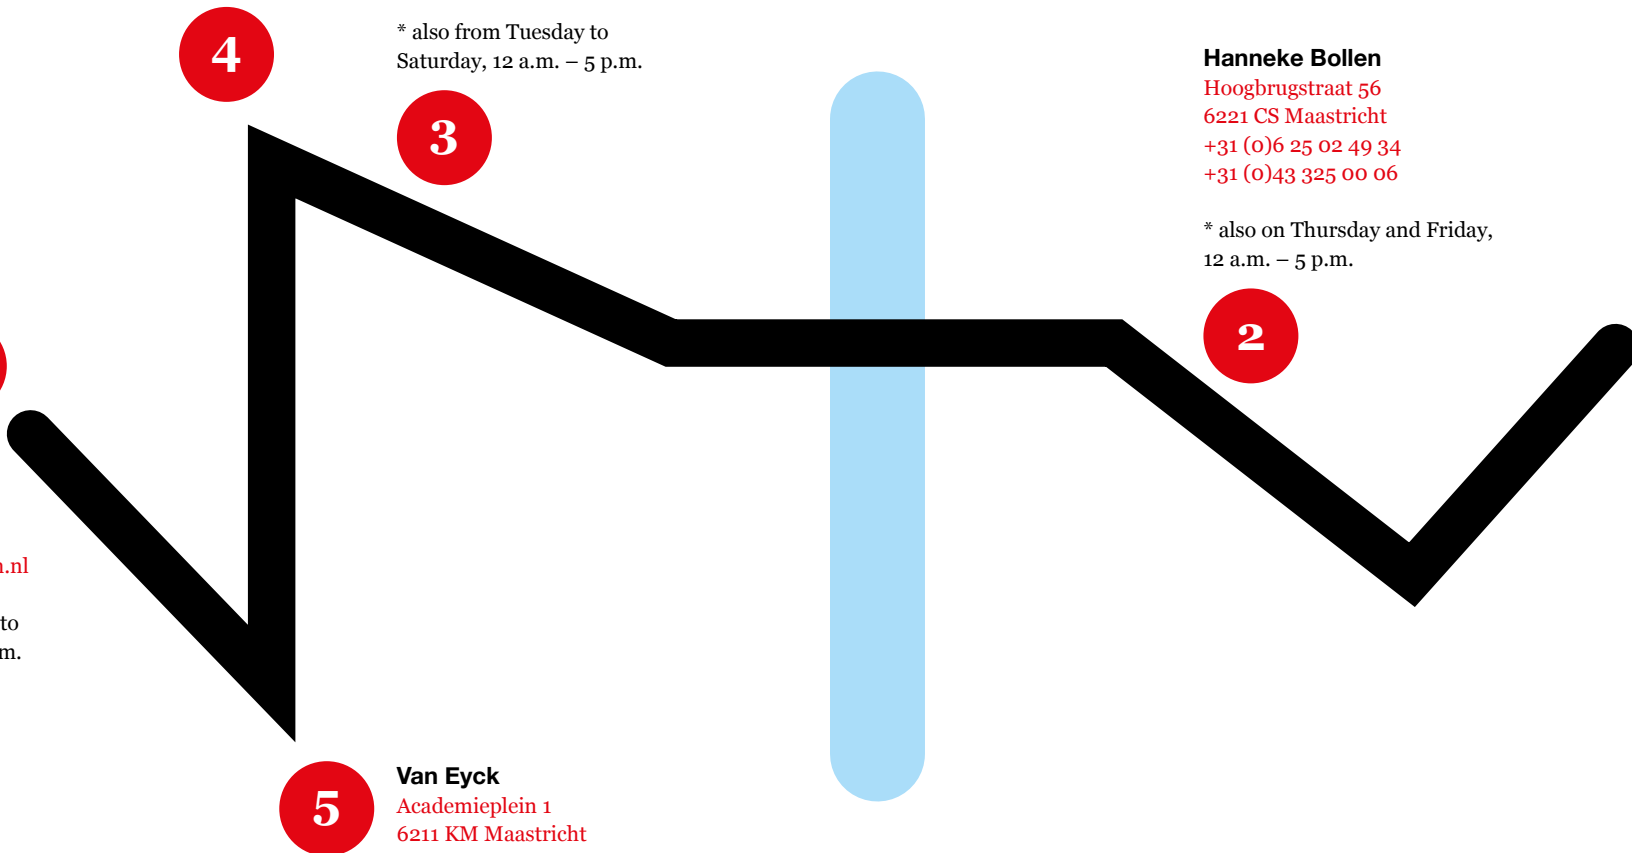 4
* also from Tuesday to
Saturday, 12 a.m. – 5 p.m.
3
Hanneke Bollen
Hoogbrugstraat 56
6221 CS Maastricht
+31 (0)6 25 02 49 34
+31 (0)43 325 00 06
* also on Thursday and Friday,
12 a.m. – 5 p.m.
2
.nl
to
m.
5
Van Eyck
Academieplein 1
6211 KM Maastricht